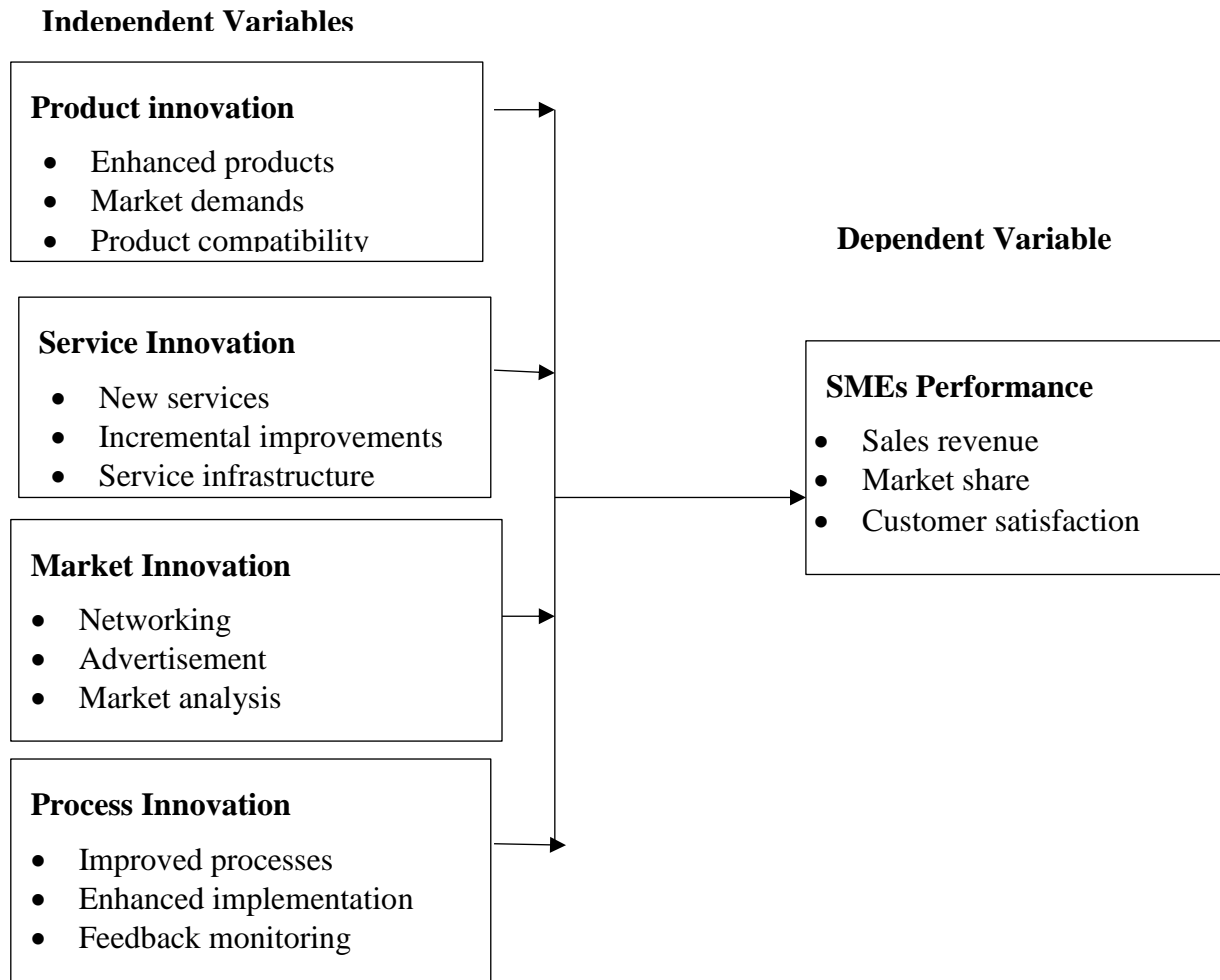 Independent Variables
Product innovation
• Enhanced products
• Market demands
• Product compatibility
Service Innovation
• New services
• Incremental improvements
• Service infrastructure
Market Innovation
• Networking
• Advertisement
• Market analysis
Process Innovation
• Improved processes
• Enhanced implementation
• Feedback monitoring
Dependent Variable
SMEs Performance
• Sales revenue
• Market share
• Customer satisfaction